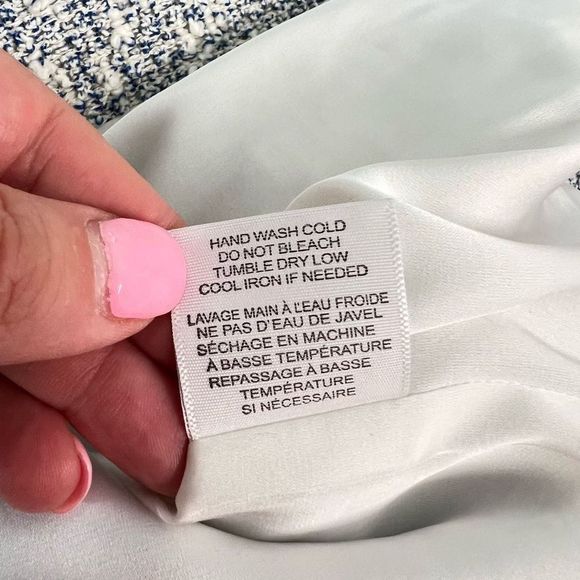 HAND WASH COLD
DO NOT BLEACH
TUMBLE DRY LOW
COOL IRON IF NEEDED
LAVAGE MAIN À L'EAU FROIDE
NE PAS D'EAU DE JAVEL
SÉCHAGE EN MACHINE
À BASSE TEMPÉRATURE
REPASSAGE À BASSE
TEMPÉRATURE
SI NÉCESSAIRE